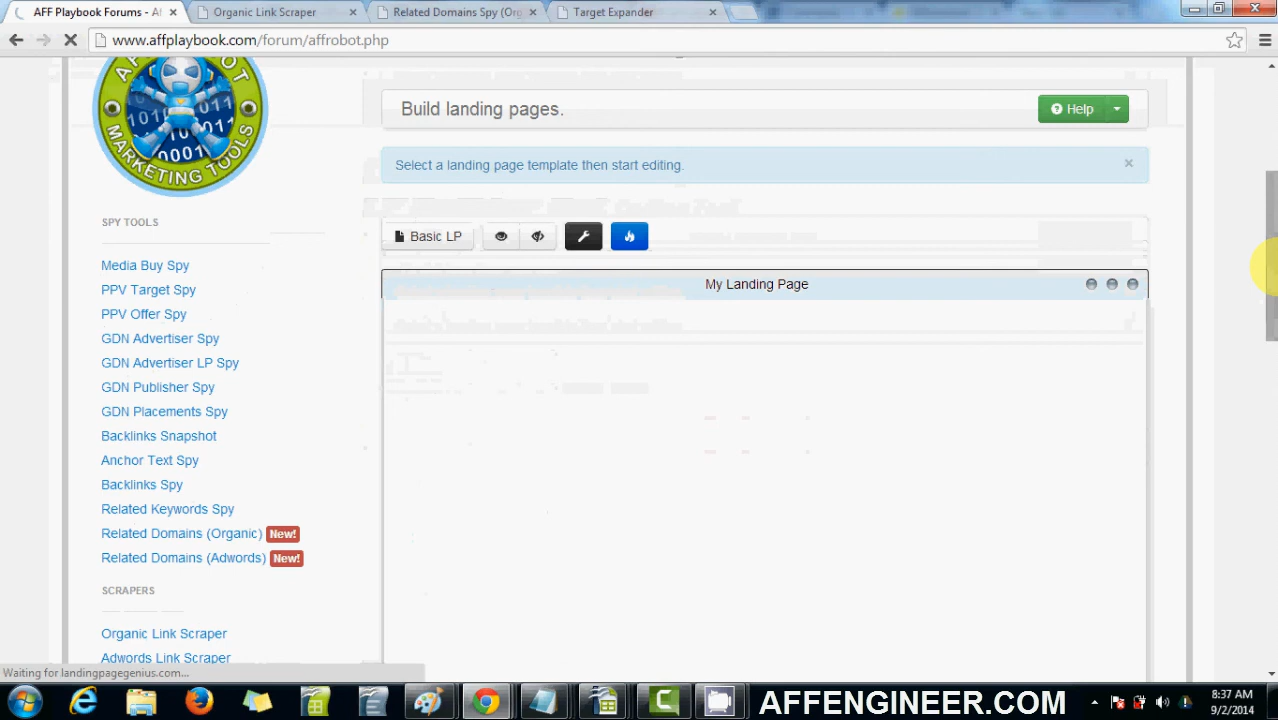 AFF Playbook Forums - Af
Organic Link Scraper
Related Domains Spy (Org
Target Expander
www.affplaybook.com/forum/affrobot.php
MARKETING TOOLS
Build landing pages.
Help
Select a landing page template then start editing.
Basic LP
My Landing Page
SPY TOOLS
Media Buy Spy
PPV Target Spy
PPV Offer Spy
GDN Advertiser Spy
GDN Advertiser LP Spy
GDN Publisher Spy
GDN Placements Spy
Backlinks Snapshot
Anchor Text Spy
Backlinks Spy
Related Keywords Spy
Related Domains (Organic) New!
Related Domains (Adwords) New!
SCRAPERS
Organic Link Scraper
Adwords Link Scraper
Waiting for landingpagegenius.com...
AFFENGINEER.COM
8:37 AM
9/2/2014